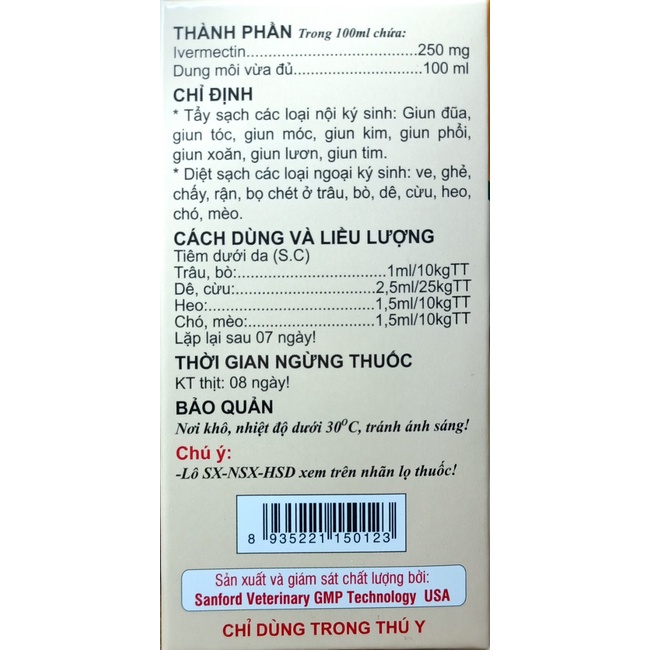 THÀNH PHẦN Trong 100ml chứa:
Ivermectin........................................250 mg
Dung môi vừa đủ..............................100 ml
CHỈ ĐỊNH
* Tẩy sạch các loại nội ký sinh: Giun đũa,
giun tóc, giun móc, giun kim, giun phổi,
giun xoăn, giun lươn, giun tim.
* Diệt sạch các loại ngoại ký sinh: ve, ghẻ,
chấy, rận, bọ chét ở trâu, bò, dê, cừu, heo,
chó, mèo.
CÁCH DÙNG VÀ LIỀU LƯỢNG
Tiêm dưới da (S.C)
Trâu, bò:...................................1ml/10kgTT
Dê, cừu:.................................2,5ml/25kgTT
Heo:........................................1,5ml/10kgTT
Chó, mèo:...............................1,5ml/10kgTT
Lặp lại sau 07 ngày!
THỜI GIAN NGỪNG THUỐC
KT thịt: 08 ngày!
BẢO QUẢN
Nơi khô, nhiệt độ dưới 30⁰C, tránh ánh sáng!
Chú ý:
-Lô SX-NSX-HSD xem trên nhãn lọ thuốc!
8 935221 150123
Sản xuất và giám sát chất lượng bởi:
Sanford Veterinary GMP Technology USA
CHỈ DÙNG TRONG THÚ Y